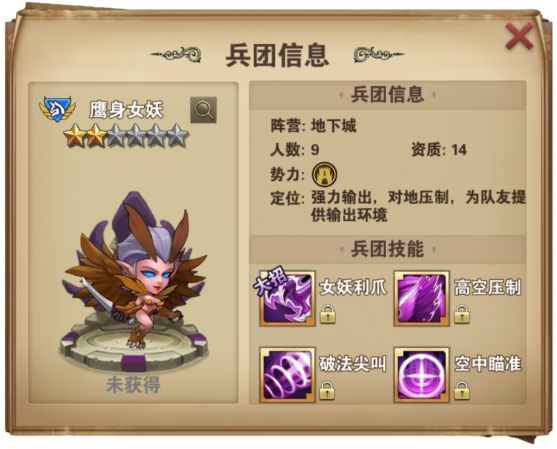 兵团信息
鹰身女妖
未获得
兵团信息
阵营: 地下城
人数: 9 资质: 14
势力:
定位: 强力输出，对地压制，为队友提
供输出环境
兵团技能
大招
女妖利爪 高空压制
破法尖叫 空中瞄准